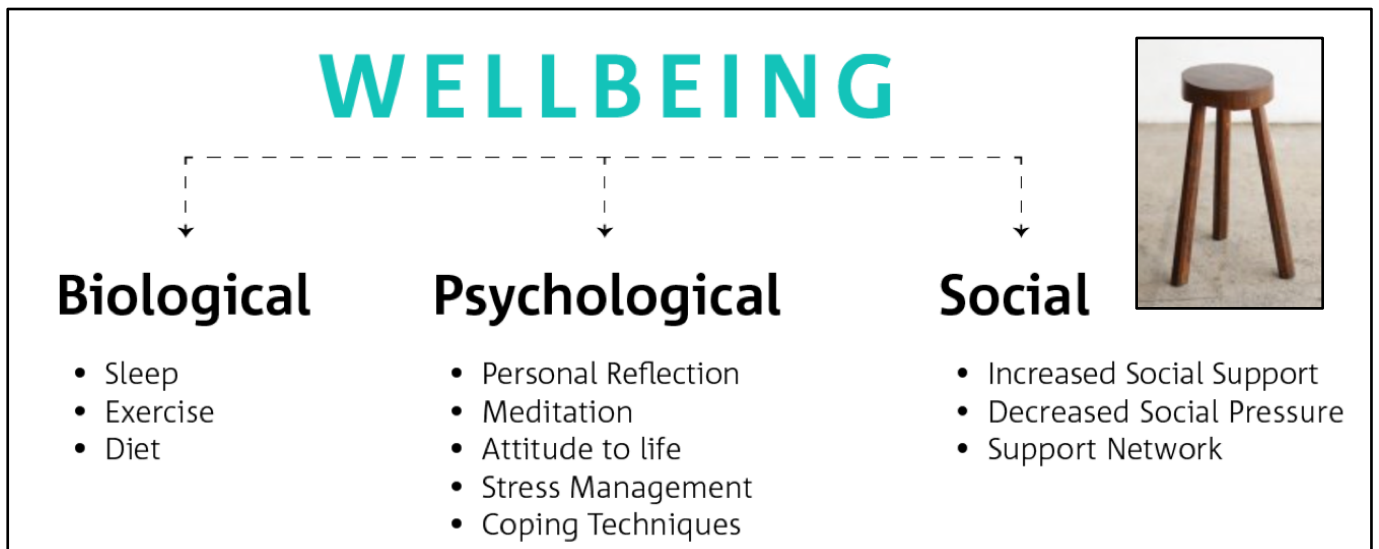 WELLBEING
Biological
• Sleep
• Exercise
• Diet
Psychological
• Personal Reflection
• Meditation
• Attitude to life
• Stress Management
• Coping Techniques
Social
• Increased Social Support
• Decreased Social Pressure
• Support Network